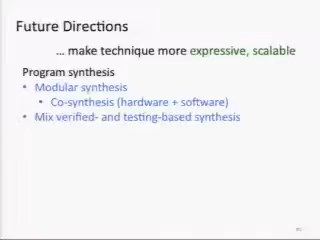 Future Directions
... make technique more expressive, scalable
Program synthesis
• Modular synthesis
• Co-synthesis (hardware + software)
• Mix verified- and testing-based synthesis